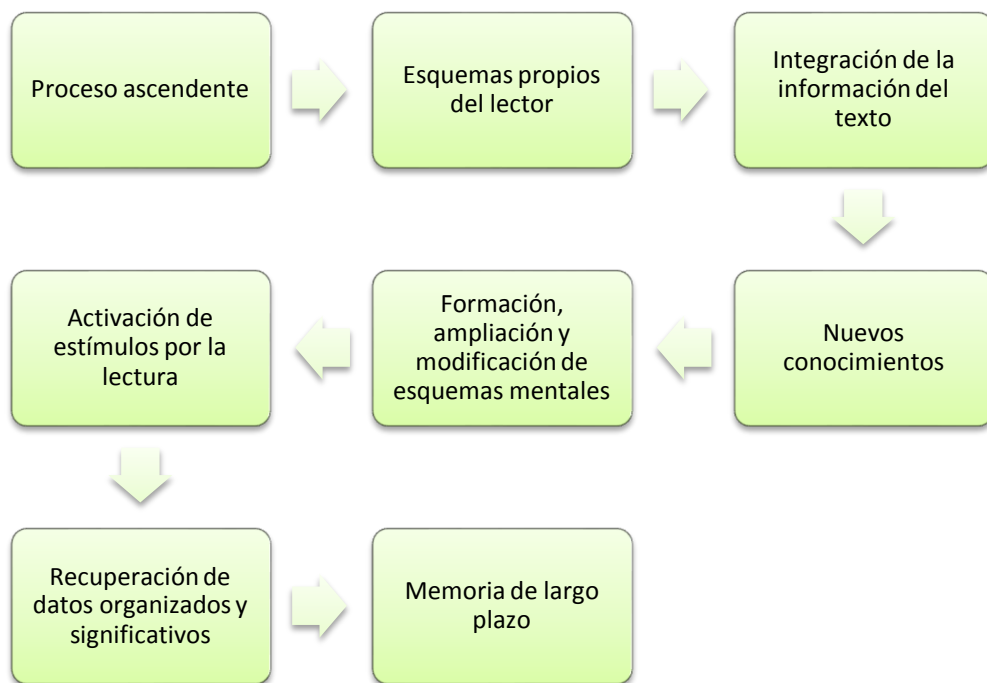 Proceso ascendente
Esquemas propios
del lector
Integración de la
información del
texto
Nuevos
conocimientos
Formación,
ampliación y
modificación de
esquemas mentales
Activación de
estímulos por la
lectura
Recuperación de
datos organizados y
significativos
Memoria de largo
plazo